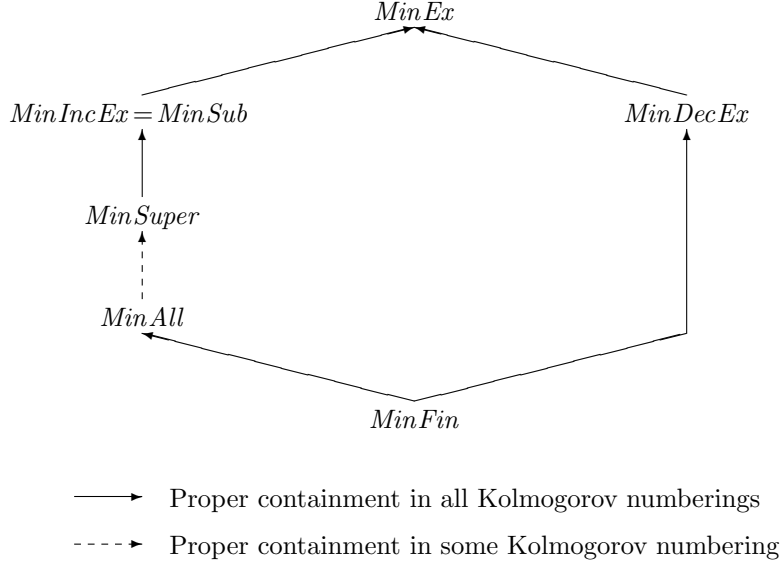 MinEx
MinIncEx = MinSub
MinDecEx
MinSuper
MinAll
MinFin
Proper containment in all Kolmogorov numberings
Proper containment in some Kolmogorov numbering